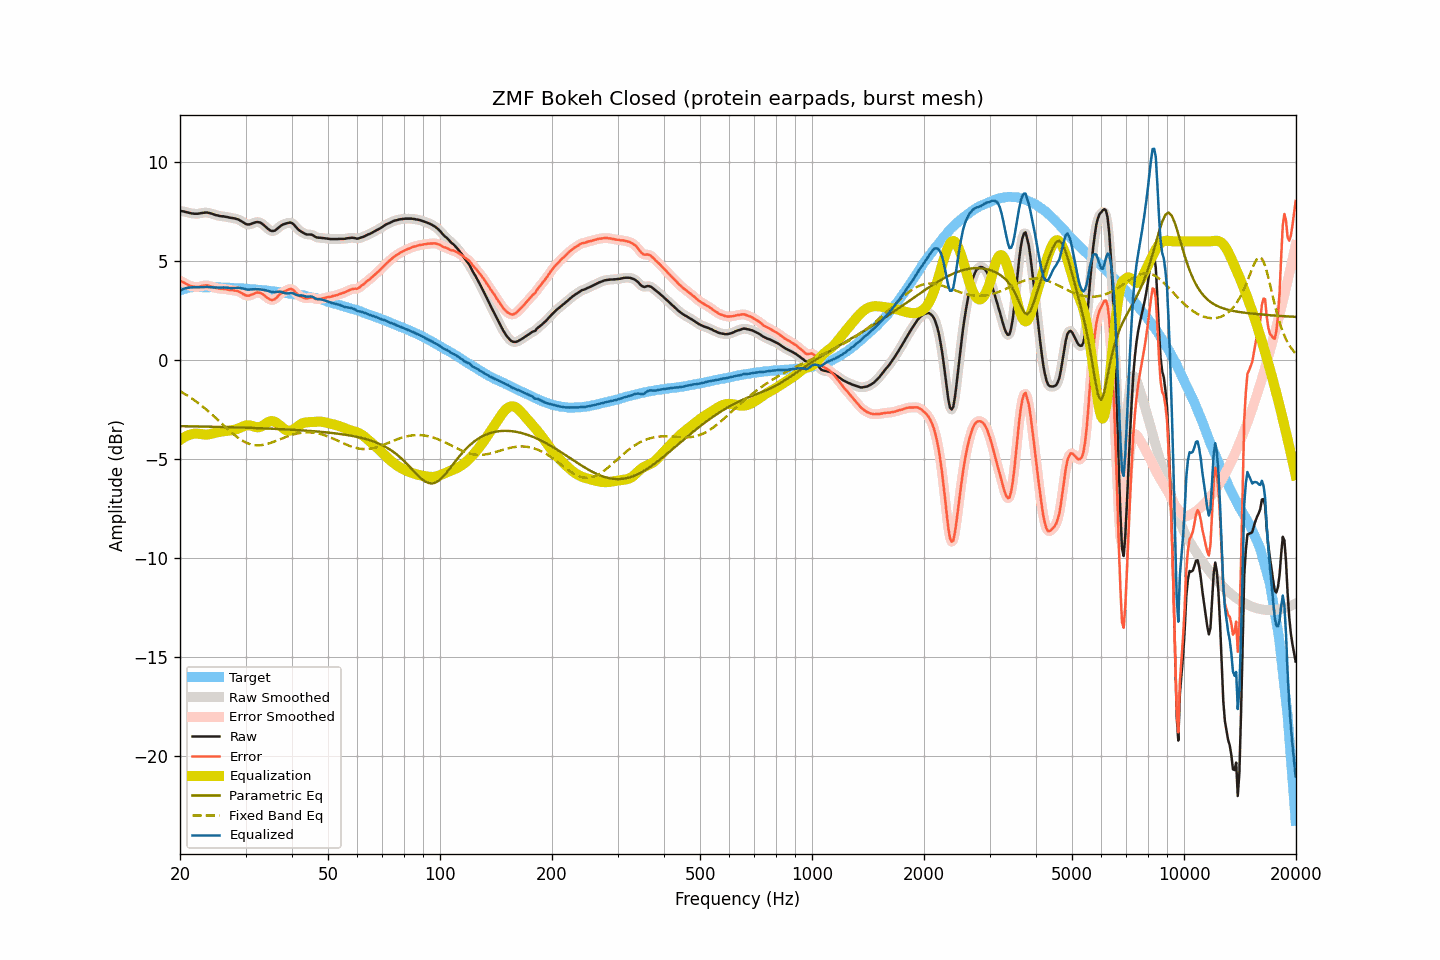 ZMF Bokeh Closed (protein earpads, burst mesh)
10
5
0
−5
−10
−15
−20
Amplitude (dBr)
Target
Raw Smoothed
Error Smoothed
Raw
Error
Equalization
Parametric Eq
Fixed Band Eq
Equalized
20 50 100 200 500 1000 2000 5000 10000 20000
Frequency (Hz)